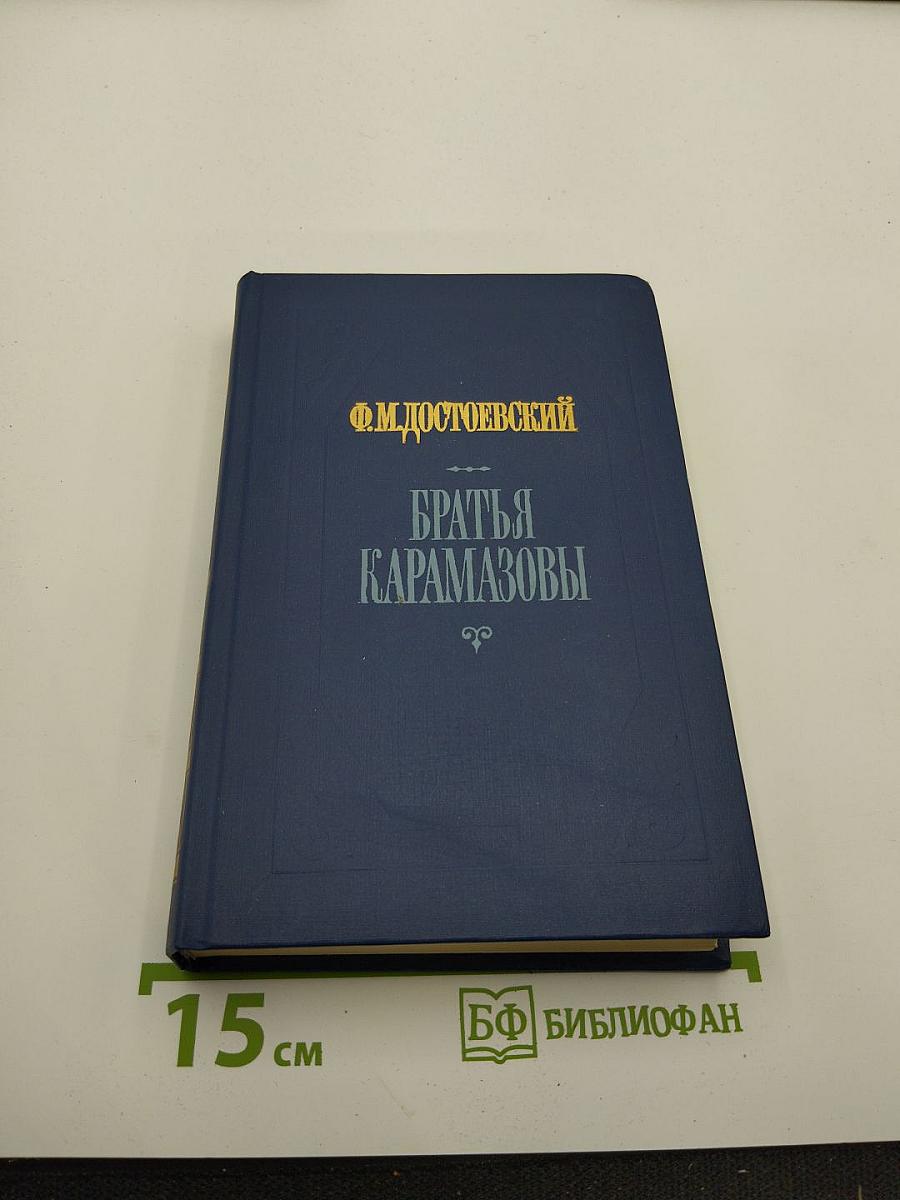 Ф.М.ДОСТОЕВСКИЙ
БРАТЬЯ
КАРАМАЗОВЫ
15 см
БФ БИБЛИОФАН